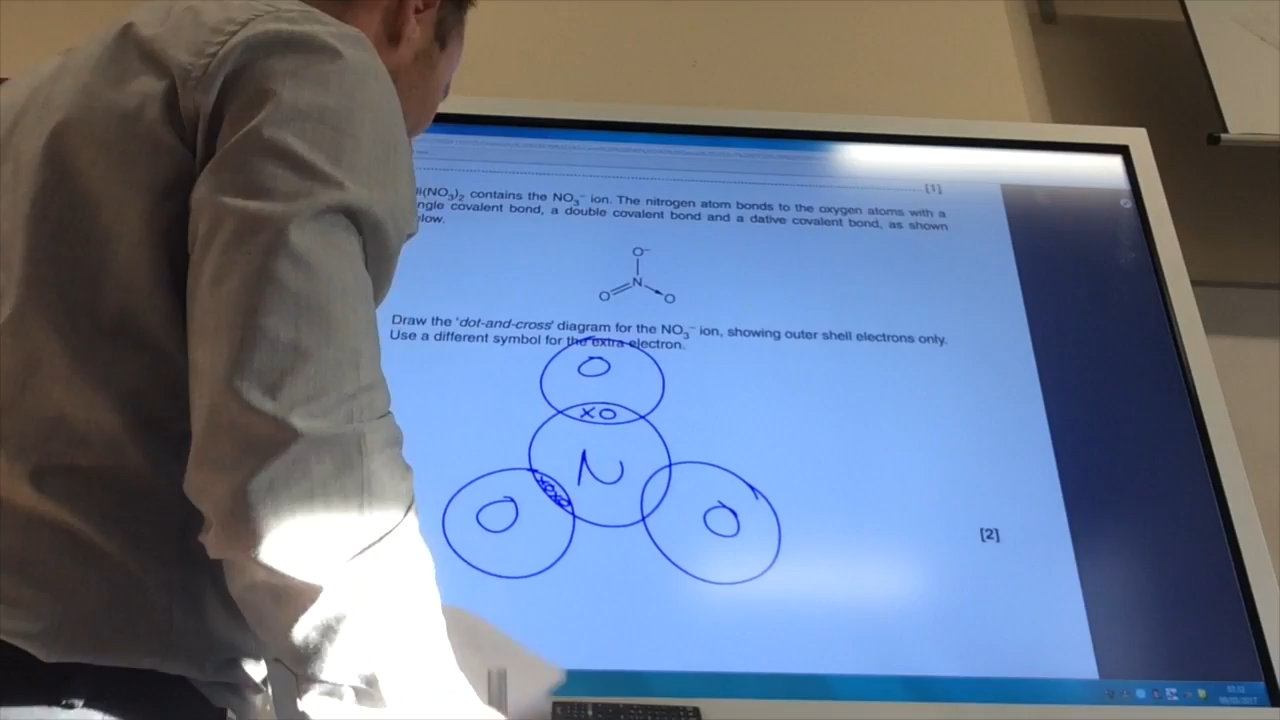 [1]
(NO₃)₂ contains the NO₃⁻ ion. The nitrogen atom bonds to the oxygen atoms with a
ngle covalent bond, a double covalent bond and a dative covalent bond, as shown
low.
O⁻
N
O O
Draw the 'dot-and-cross' diagram for the NO₃⁻ ion, showing outer shell electrons only.
Use a different symbol for the extra electron.
O
XO
N
XOXO
O O
[2]